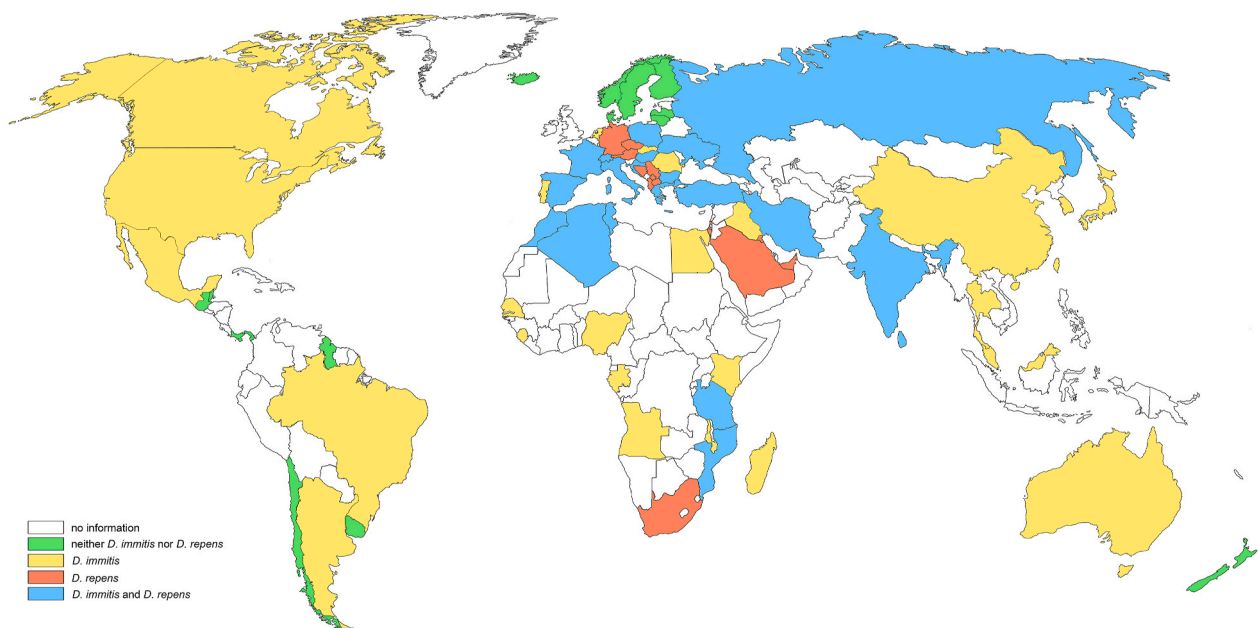 no information
neither D. immitis nor D. repens
D. immitis
D. repens
D. immitis and D. repens